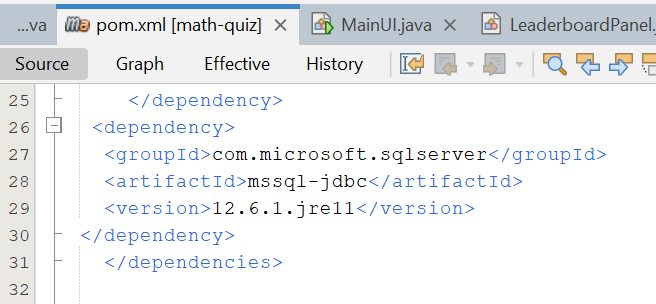 ...va pom.xml [math-quiz] MainUI.java LeaderboardPanel.
Source Graph Effective History
25 </dependency>
26 <dependency>
27 <groupId>com.microsoft.sqlserver</groupId>
28 <artifactId>mssql-jdbc</artifactId>
29 <version>12.6.1.jre11</version>
30 </dependency>
31 </dependencies>
32